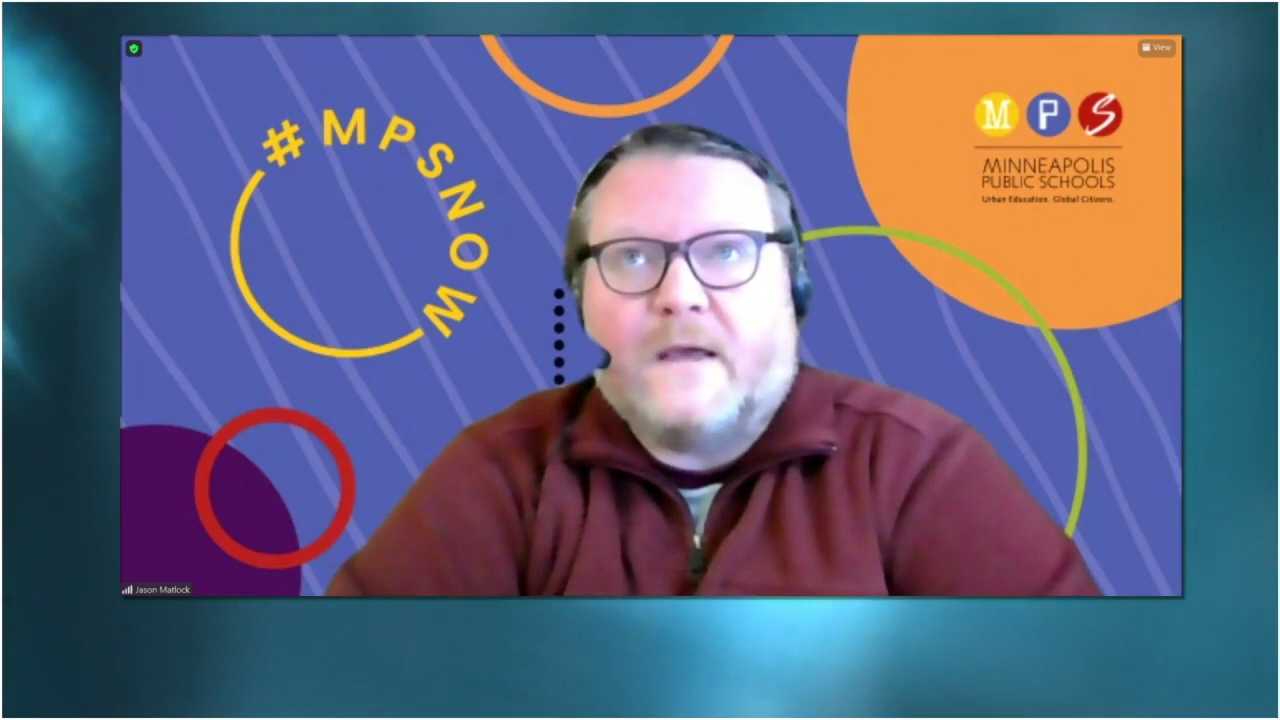 View
#MPSNOW
M P S
MINNEAPOLIS
PUBLIC SCHOOLS
Urban Education. Global Citizens.
Jason Matlock